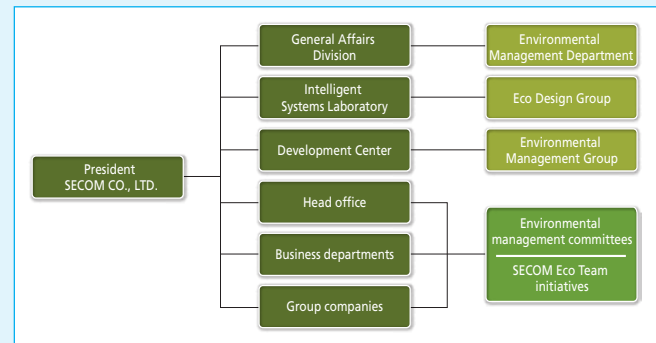 General Affairs
Division
Environmental
Management Department
Intelligent
Systems Laboratory
Eco Design Group
Development Center
Environmental
Management Group
President
SECOM CO., LTD.
Head office
Business departments
Group companies
Environmental
management committees
SECOM Eco Team
initiatives